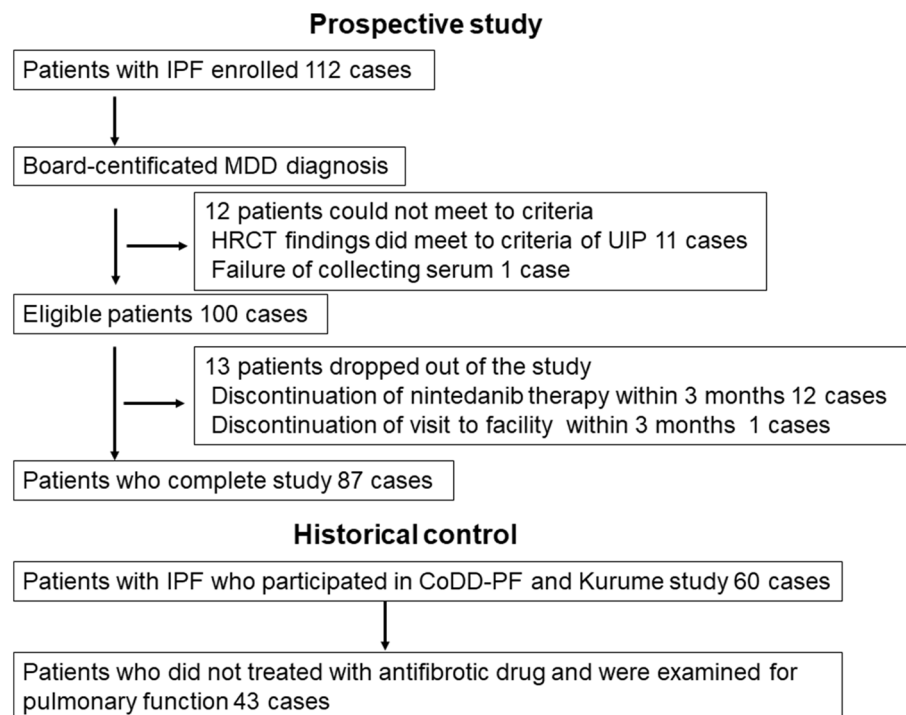 Prospective study
Patients with IPF enrolled 112 cases
Board-centificated MDD diagnosis
12 patients could not meet to criteria
HRCT findings did meet to criteria of UIP 11 cases
Failure of collecting serum 1 case
Eligible patients 100 cases
13 patients dropped out of the study
Discontinuation of nintedanib therapy within 3 months 12 cases
Discontinuation of visit to facility within 3 months 1 cases
Patients who complete study 87 cases
Historical control
Patients with IPF who participated in CoDD-PF and Kurume study 60 cases
Patients who did not treated with antifibrotic drug and were examined for
pulmonary function 43 cases